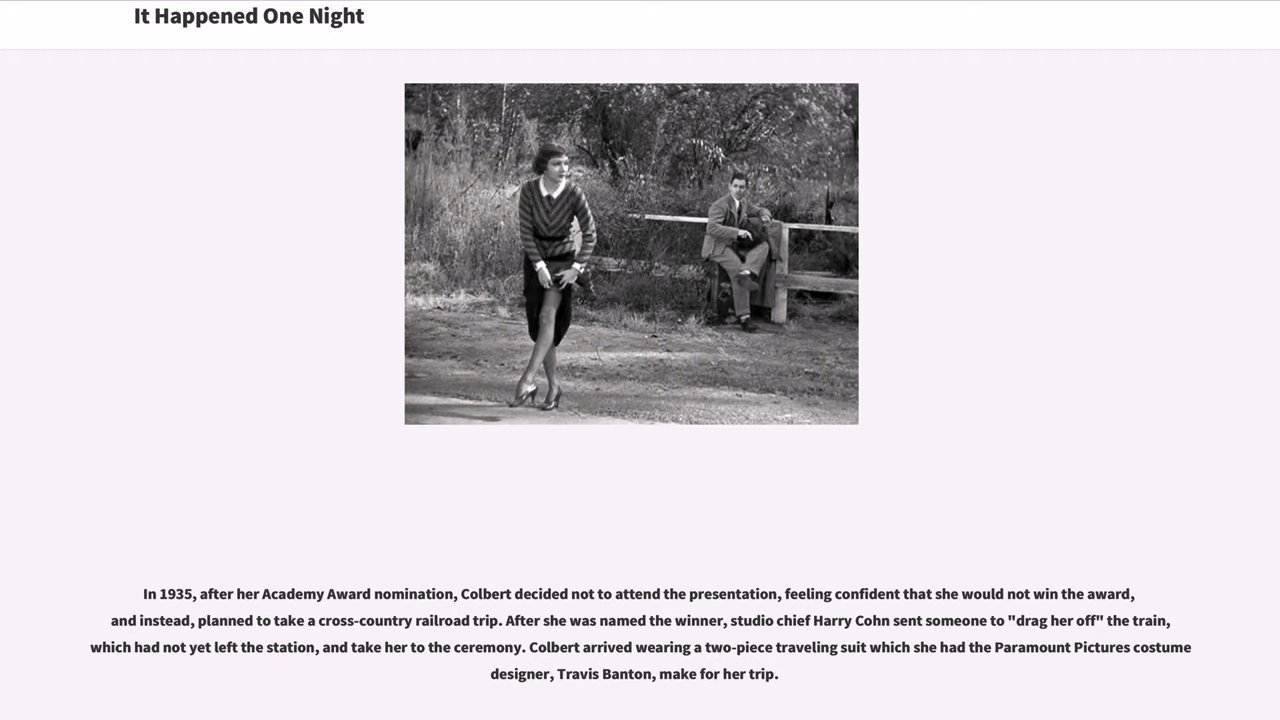 It Happened One Night
In 1935, after her Academy Award nomination, Colbert decided not to attend the presentation, feeling confident that she would not win the award,
and instead, planned to take a cross-country railroad trip. After she was named the winner, studio chief Harry Cohn sent someone to "drag her off" the train,
which had not yet left the station, and take her to the ceremony. Colbert arrived wearing a two-piece traveling suit which she had the Paramount Pictures costume
designer, Travis Banton, make for her trip.